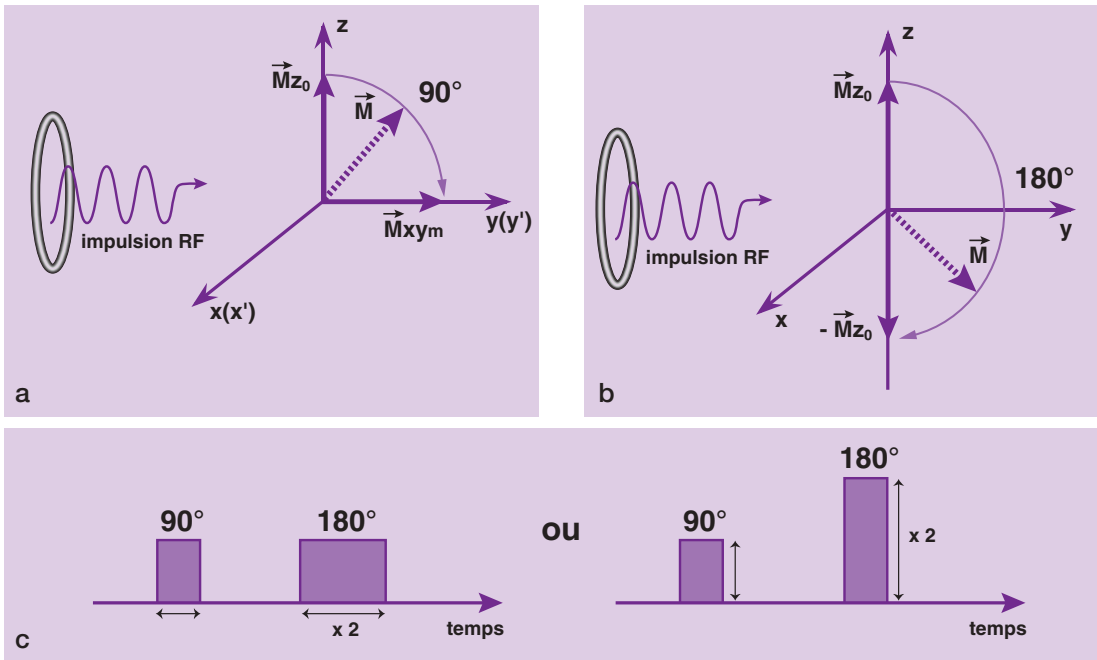 z
Mz0
M
90°
impulsion RF
Mxym
y(y')
x(x')
a
z
Mz0
180°
impulsion RF
M
y
x
- Mz0
b
90°
180°
x 2
temps
ou
90°
180°
x 2
temps
c